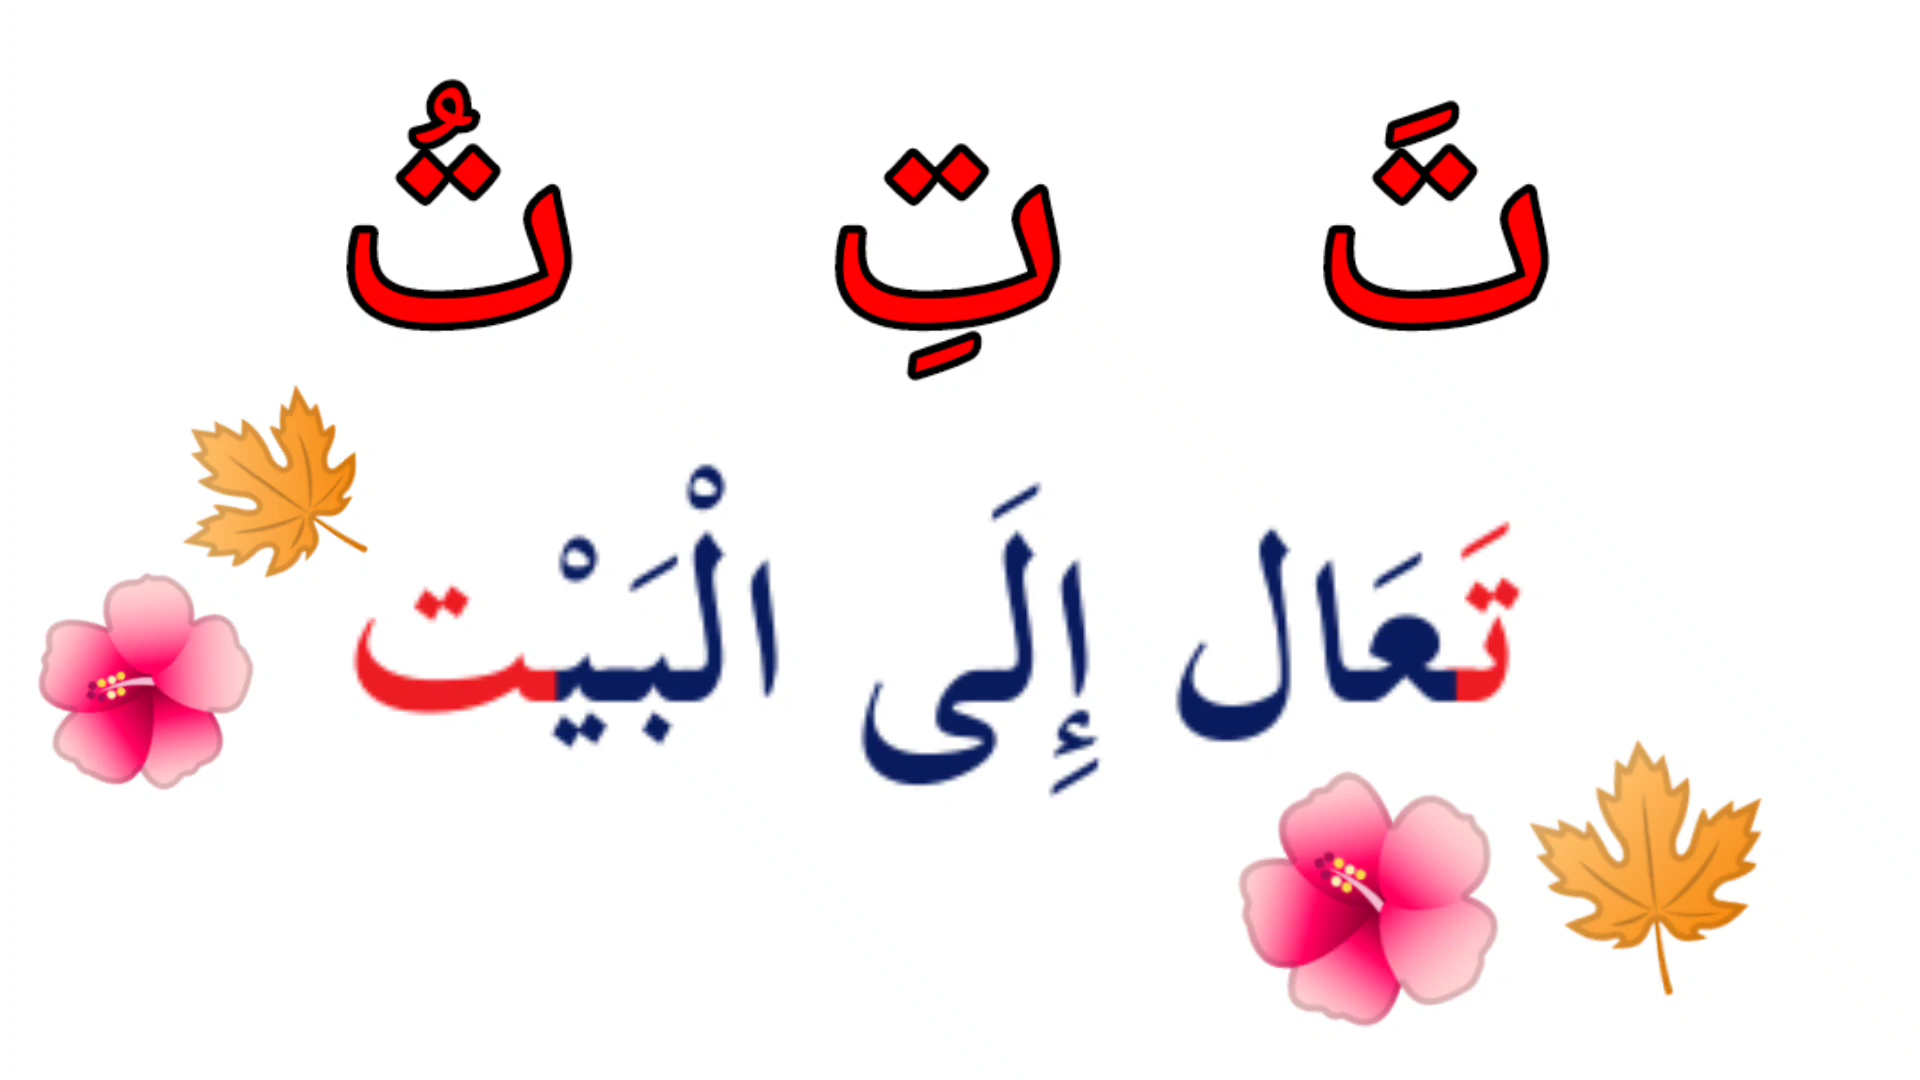 تَ تِ تُ
تَعَال إِلَى الْبَيْت